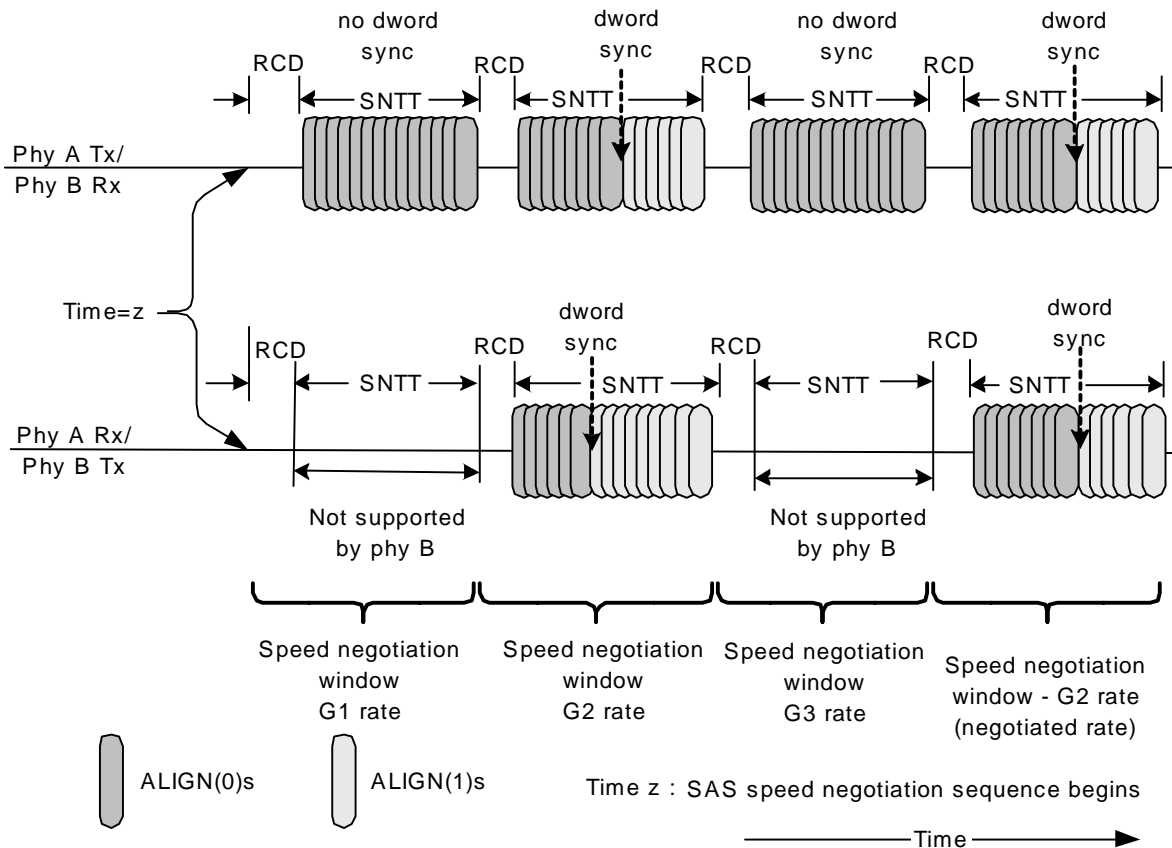 no dword
sync
dword
sync
no dword
sync
dword
sync
RCD
RCD
RCD
RCD
SNTT
SNTT
SNTT
SNTT
Phy A Tx/
Phy B Rx
Time=z
dword
sync
dword
sync
RCD
RCD
RCD
RCD
SNTT
SNTT
SNTT
SNTT
Phy A Rx/
Phy B Tx
Not supported
by phy B
Not supported
by phy B
Speed negotiation
window
G1 rate
Speed negotiation
window
G2 rate
Speed negotiation
window
G3 rate
Speed negotiation
window - G2 rate
(negotiated rate)
ALIGN(0)s
ALIGN(1)s
Time z : SAS speed negotiation sequence begins
Time